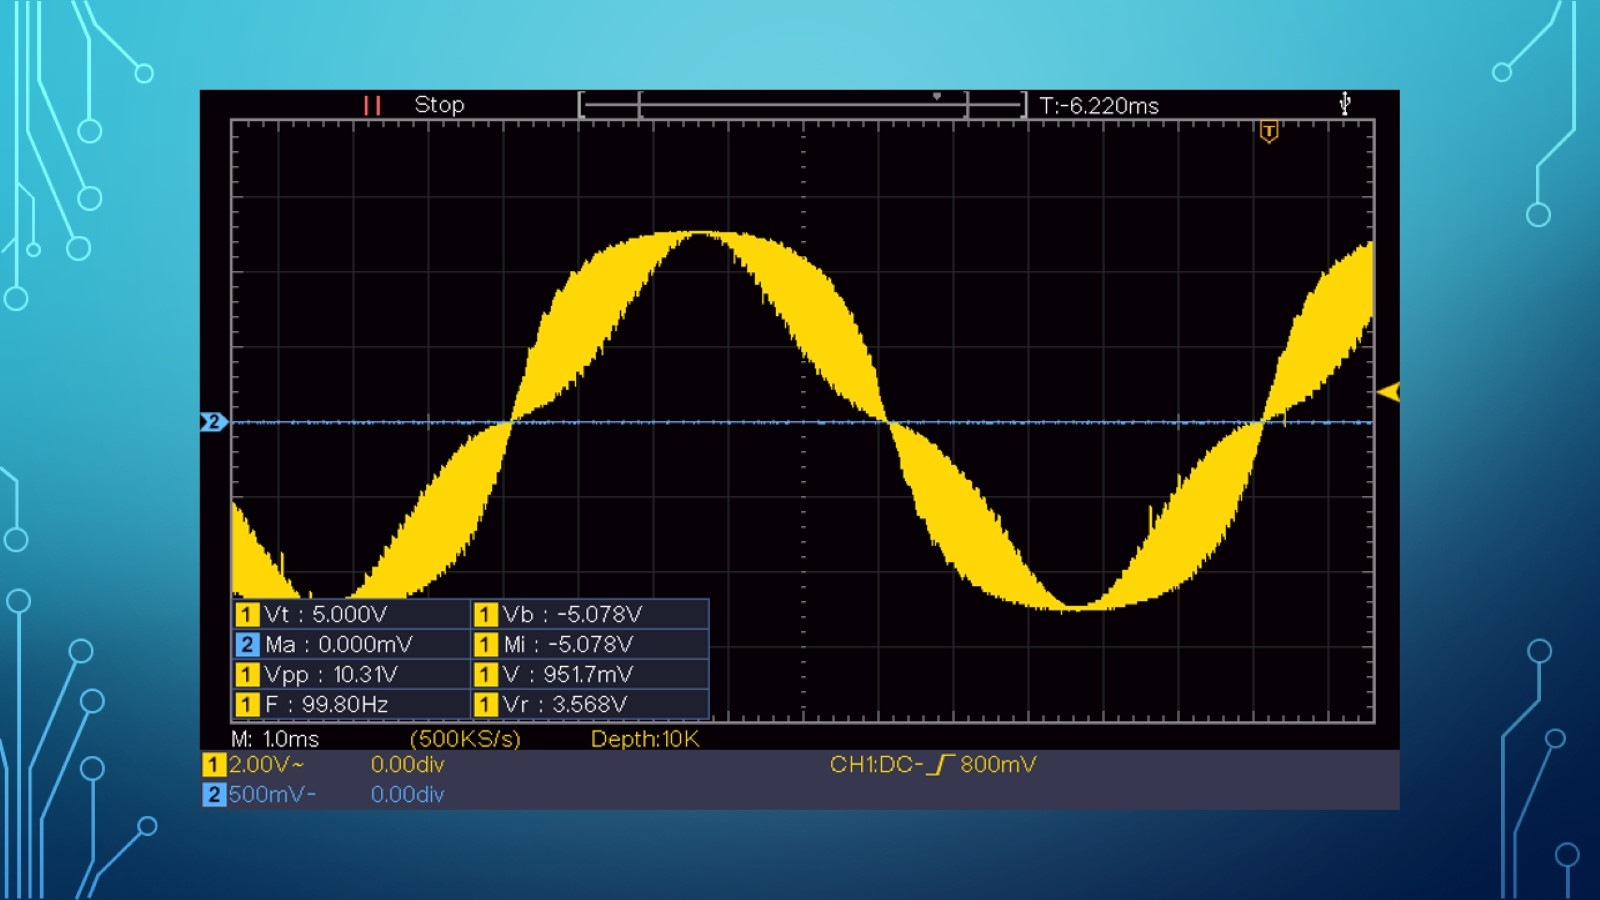 Stop T:-6.220ms
T
2
1 Vt : 5.000V 1 Vb : -5.078V
2 Ma : 0.000mV 1 Mi : -5.078V
1 Vpp : 10.31V 1 V : 951.7mV
1 F : 99.80Hz 1 Vr : 3.568V
M: 1.0ms (500KS/s) Depth:10K
1 2.00V~ 0.00div CH1:DC- 800mV
2 500mV- 0.00div